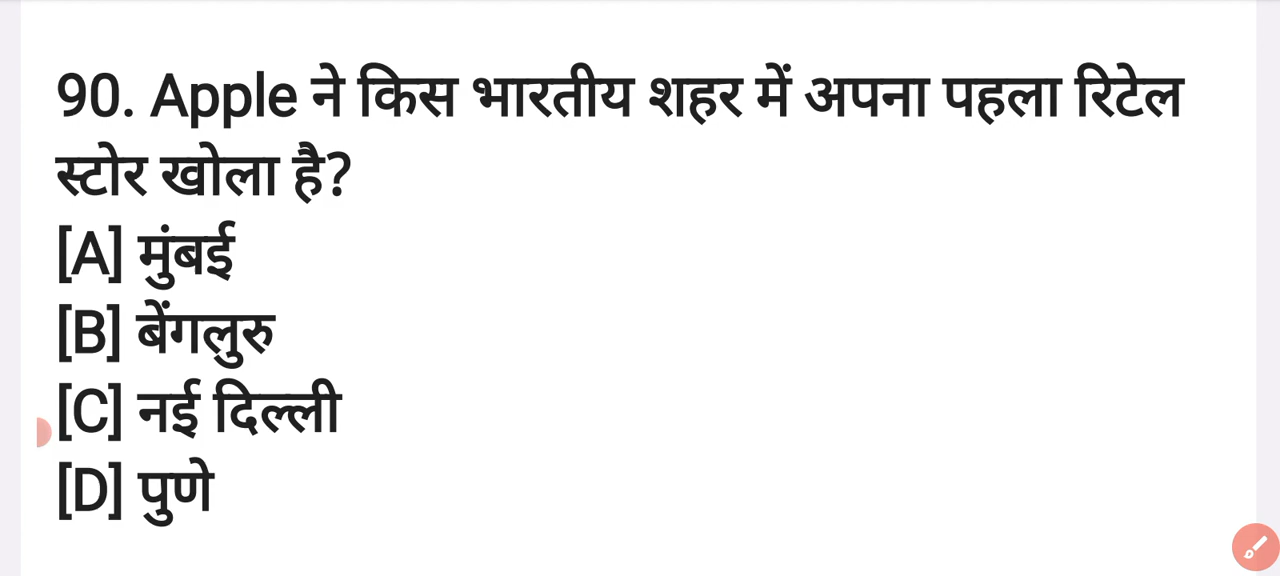 90. Apple ने किस भारतीय शहर में अपना पहला रिटेल
स्टोर खोला है?
[A] मुंबई
[B] बेंगलुरु
[C] नई दिल्ली
[D] पुणे